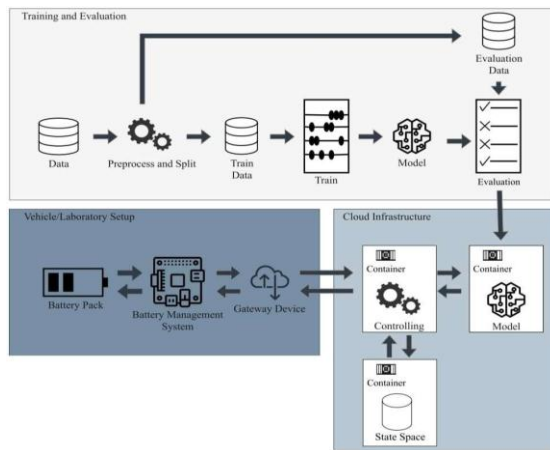 Training and Evaluation
Evaluation
Data
Data
Preprocess and Split
Train
Data
Train
Model
Evaluation
Vehicle/Laboratory Setup
Battery Pack
Battery Management
System
Gateway Device
Cloud Infrastructure
Container
Controlling
Container
Model
Container
State Space